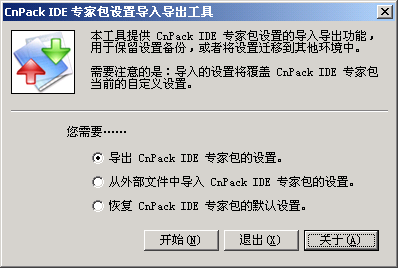 CnPack IDE 专家包设置导入导出工具
本工具提供 CnPack IDE 专家包设置的导入导出功能，
用于保留设置备份，或者将设置迁移到其他环境中。
需要注意的是：导入的设置将覆盖 CnPack IDE 专家包
当前的自定义设置。
您需要……
导出 CnPack IDE 专家包的设置。
从外部文件中导入 CnPack IDE 专家包的设置。
恢复 CnPack IDE 专家包的默认设置。
开始(N) 退出(X) 关于(A)